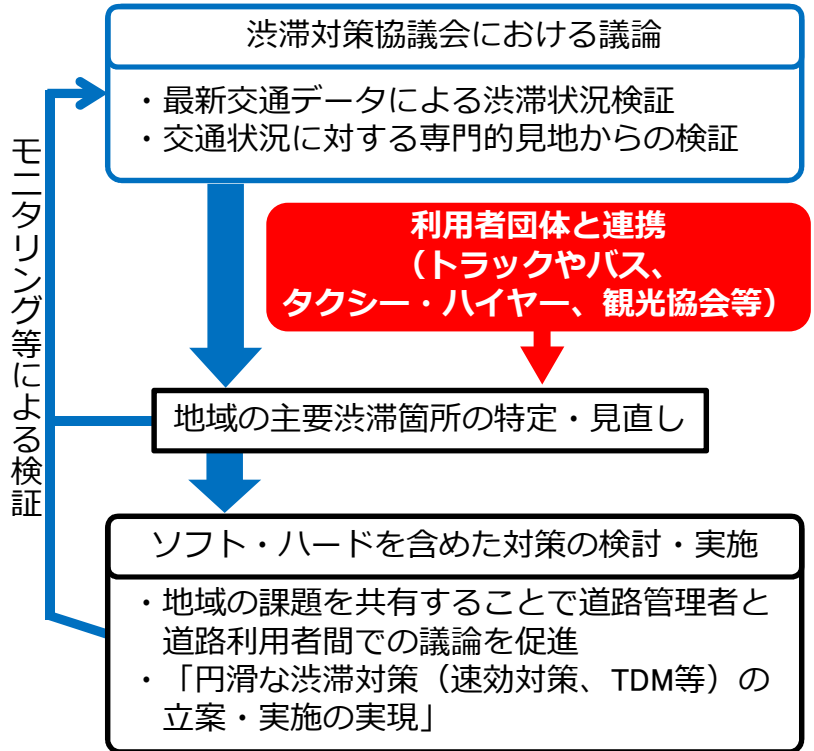 渋滞対策協議会における議論
・最新交通データによる渋滞状況検証
・交通状況に対する専門的見地からの検証
モニタリング等による検証
利用者団体と連携
（トラックやバス、
タクシー・ハイヤー、観光協会等）
地域の主要渋滞箇所の特定・見直し
ソフト・ハードを含めた対策の検討・実施
・地域の課題を共有することで道路管理者と
道路利用者間での議論を促進
・「円滑な渋滞対策（速効対策、TDM等）の
立案・実施の実現」